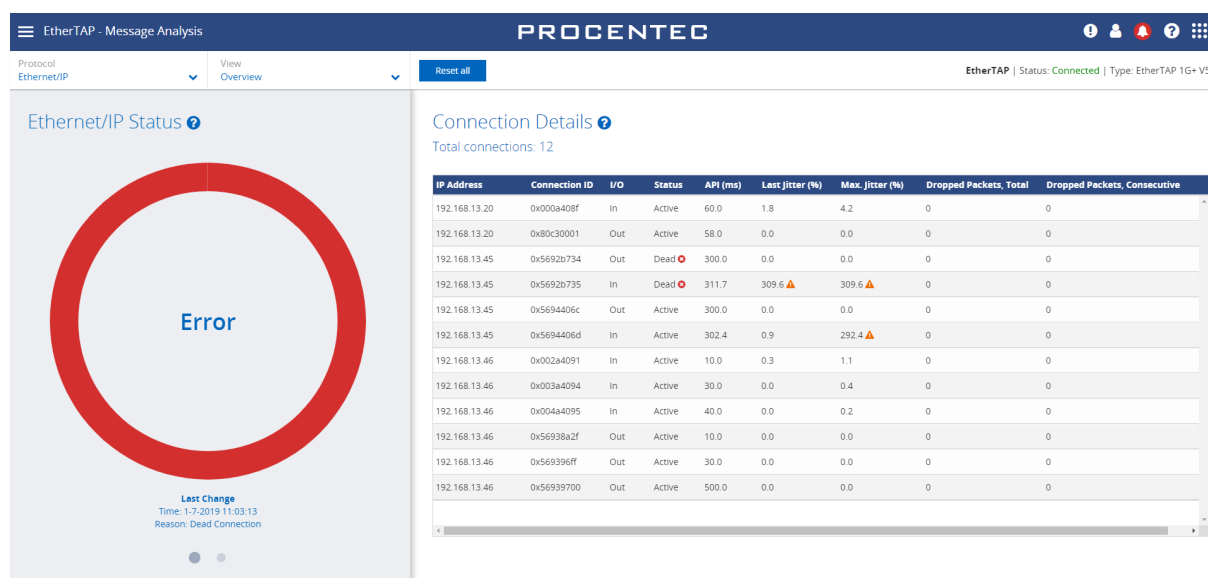 EtherTAP - Message Analysis
PROCENTEC
Protocol
Ethernet/IP
View
Overview
Reset all
EtherTAP | Status: Connected | Type: EtherTAP 1G+ V5
Ethernet/IP Status
Error
Last Change
Time: 1-7-2019 11:03:13
Reason: Dead Connection
Connection Details
Total connections: 12
IP Address Connection ID I/O Status API (ms) Last Jitter (%) Max. Jitter (%) Dropped Packets, Total Dropped Packets, Consecutive
192.168.13.20 0x000a408f In Active 60.0 1.8 4.2 0 0
192.168.13.20 0x80c30001 Out Active 58.0 0.0 0.0 0 0
192.168.13.45 0x5692b734 Out Dead 300.0 0.0 0.0 0 0
192.168.13.45 0x5692b735 In Dead 311.7 309.6 309.6 0 0
192.168.13.45 0x5694406c Out Active 300.0 0.0 0.0 0 0
192.168.13.45 0x5694406d In Active 302.4 0.9 292.4 0 0
192.168.13.46 0x002a4091 In Active 10.0 0.3 1.1 0 0
192.168.13.46 0x003a4094 In Active 30.0 0.0 0.4 0 0
192.168.13.46 0x004a4095 In Active 40.0 0.0 0.2 0 0
192.168.13.46 0x56938a2f Out Active 10.0 0.0 0.0 0 0
192.168.13.46 0x569396ff Out Active 30.0 0.0 0.0 0 0
192.168.13.46 0x56939700 Out Active 500.0 0.0 0.0 0 0